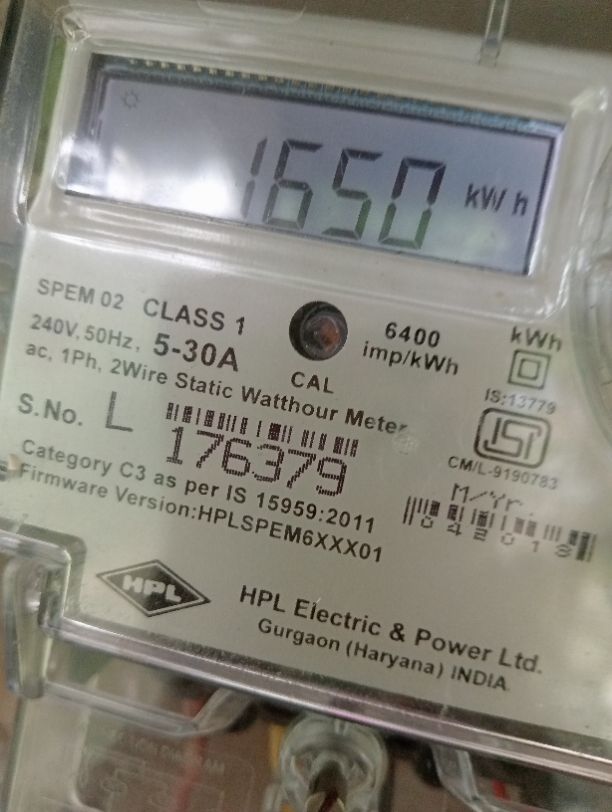 1650 kW h
SPEM 02 CLASS 1
240V, 50Hz, 5-30A
ac, 1Ph, 2Wire Static Watthour Meter
CAL
6400
imp/kWh
kWh
IS:13779
ISI
CM/L-9190783
S.No. L 176379
M/Yr.
042018
Category C3 as per IS 15959:2011
Firmware Version:HPLSPEM6XXX01
HPL
HPL Electric & Power Ltd.
Gurgaon (Haryana) INDIA